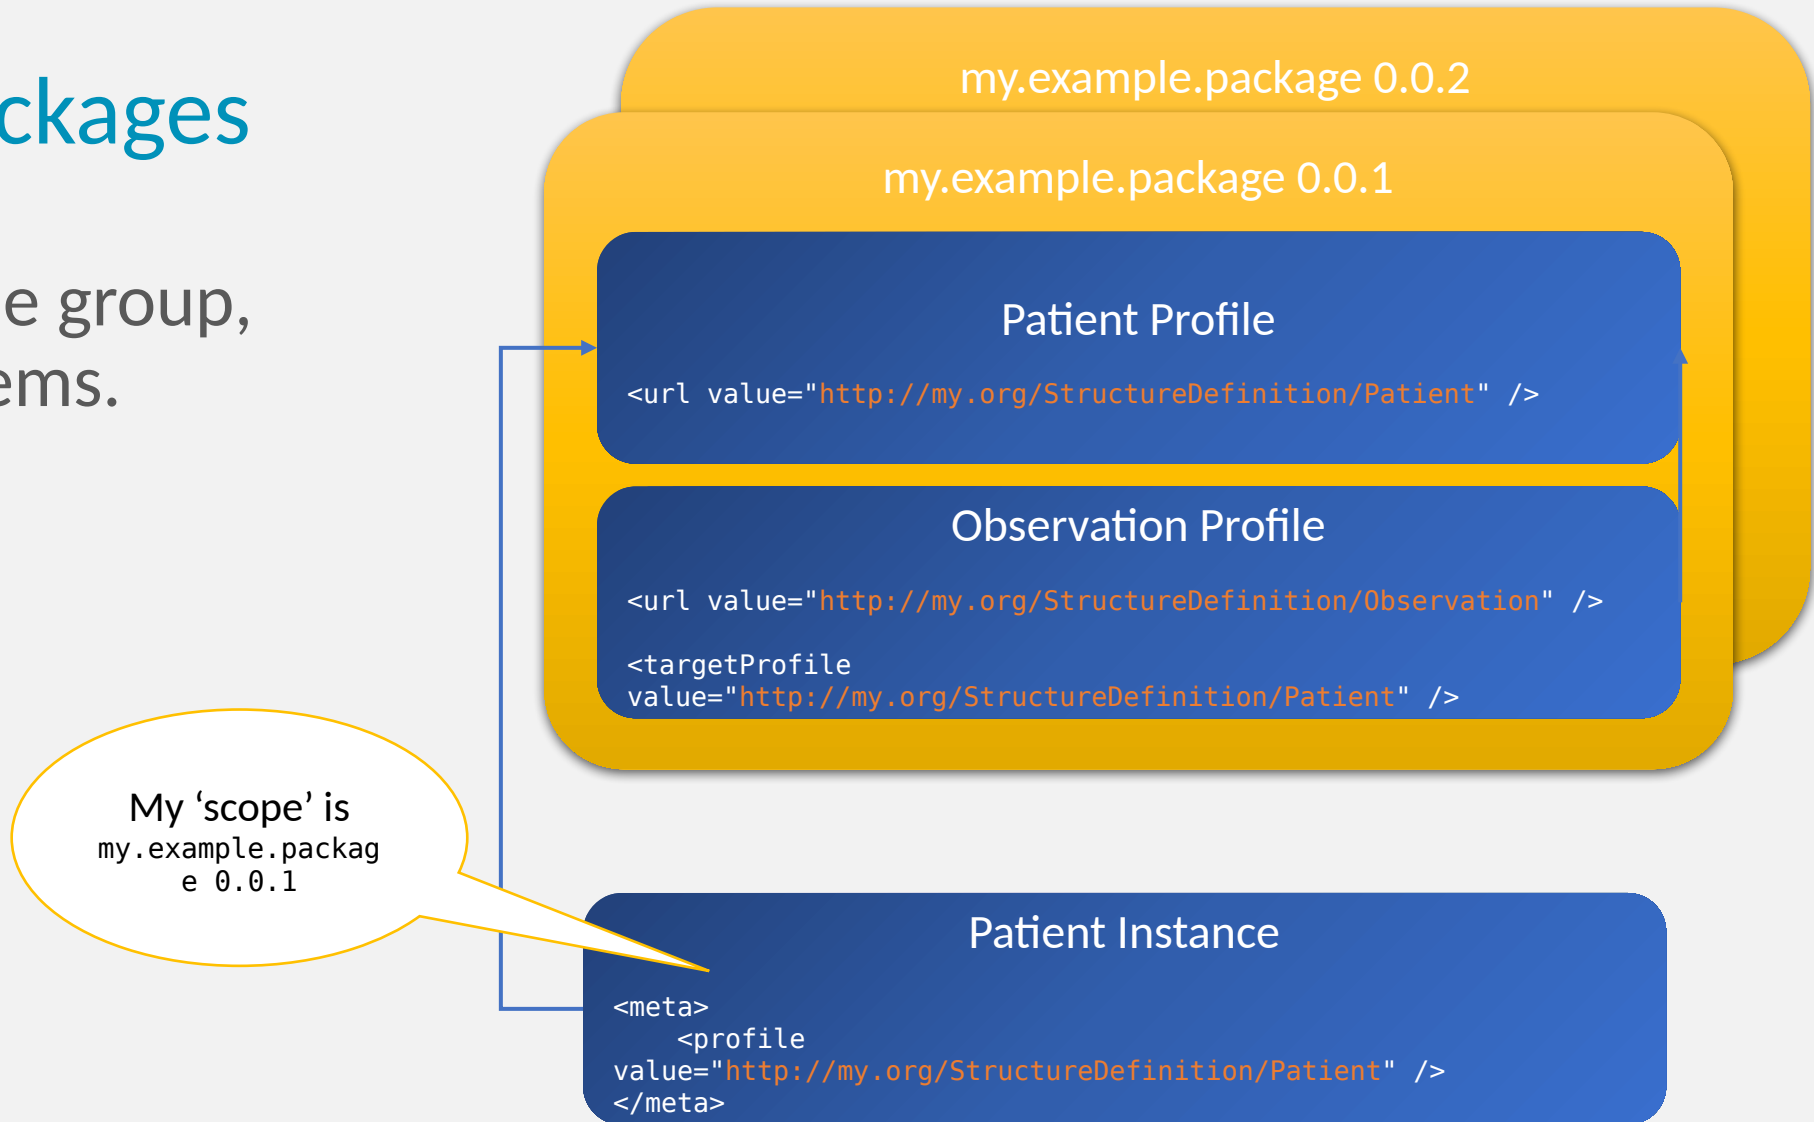 ckages
e group,
ems.
my.example.package 0.0.2
my.example.package 0.0.1
Patient Profile
<url value="http://my.org/StructureDefinition/Patient" />
Observation Profile
<url value="http://my.org/StructureDefinition/Observation" />
<targetProfile
value="http://my.org/StructureDefinition/Patient" />
My ‘scope’ is
my.example.packag
e 0.0.1
Patient Instance
<meta>
    <profile
value="http://my.org/StructureDefinition/Patient" />
</meta>